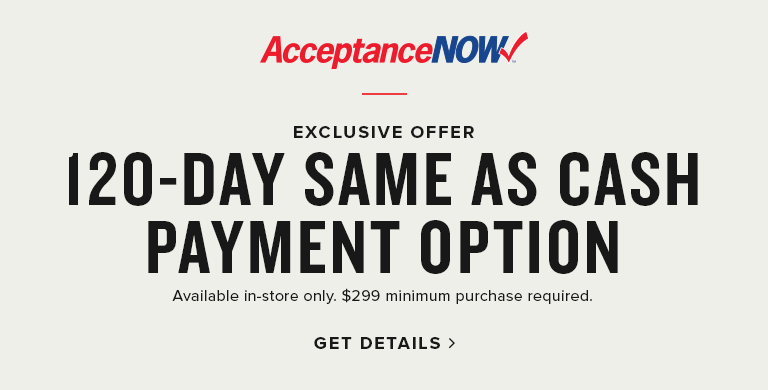 AcceptanceNOW
EXCLUSIVE OFFER
120-DAY SAME AS CASH
PAYMENT OPTION
Available in-store only. $299 minimum purchase required.
GET DETAILS >